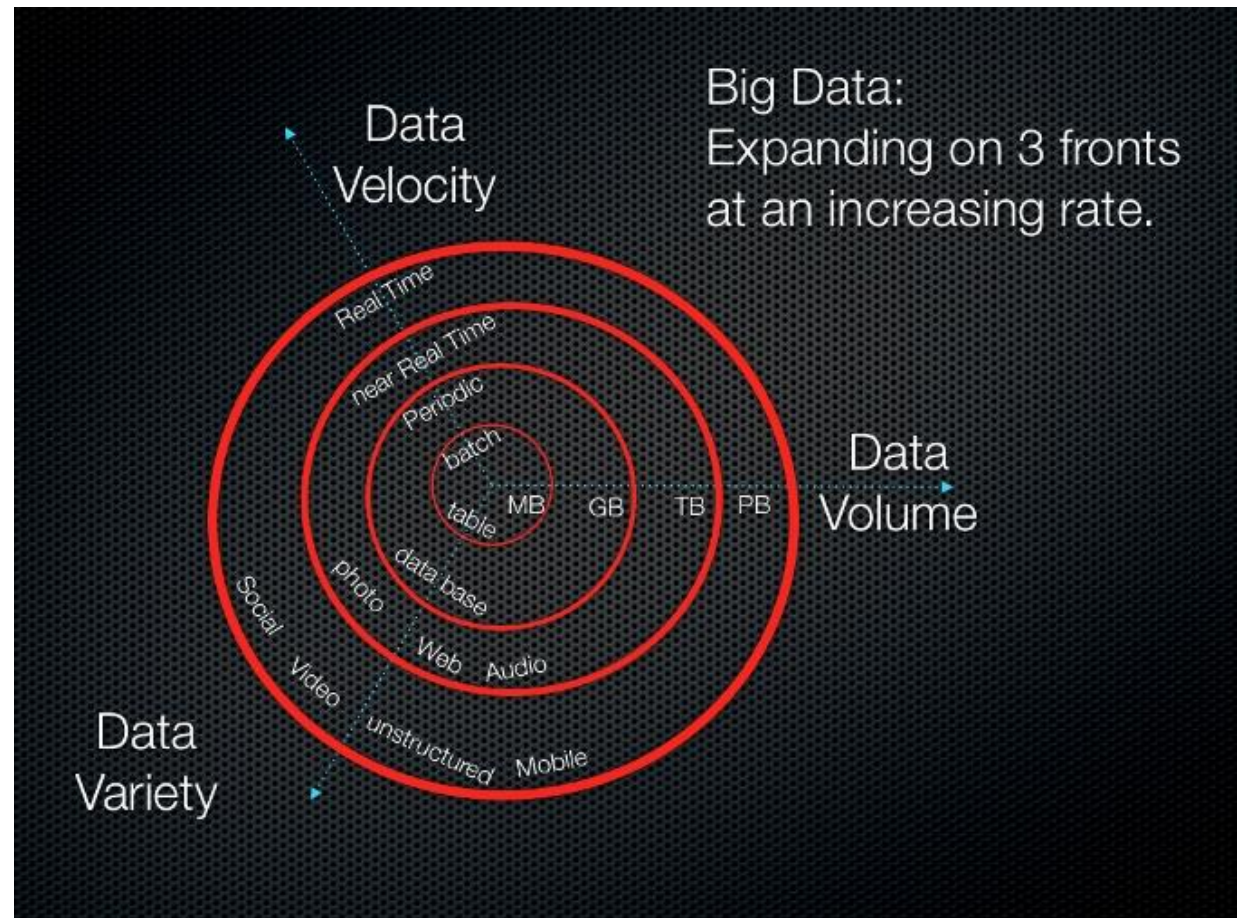 Big Data:
Expanding on 3 fronts
at an increasing rate.
Data
Velocity
Real Time
near Real Time
Periodic
batch
table
MB
GB
TB
PB
Data
Volume
data base
photo
Web
Audio
Social
Video
unstructured
Mobile
Data
Variety